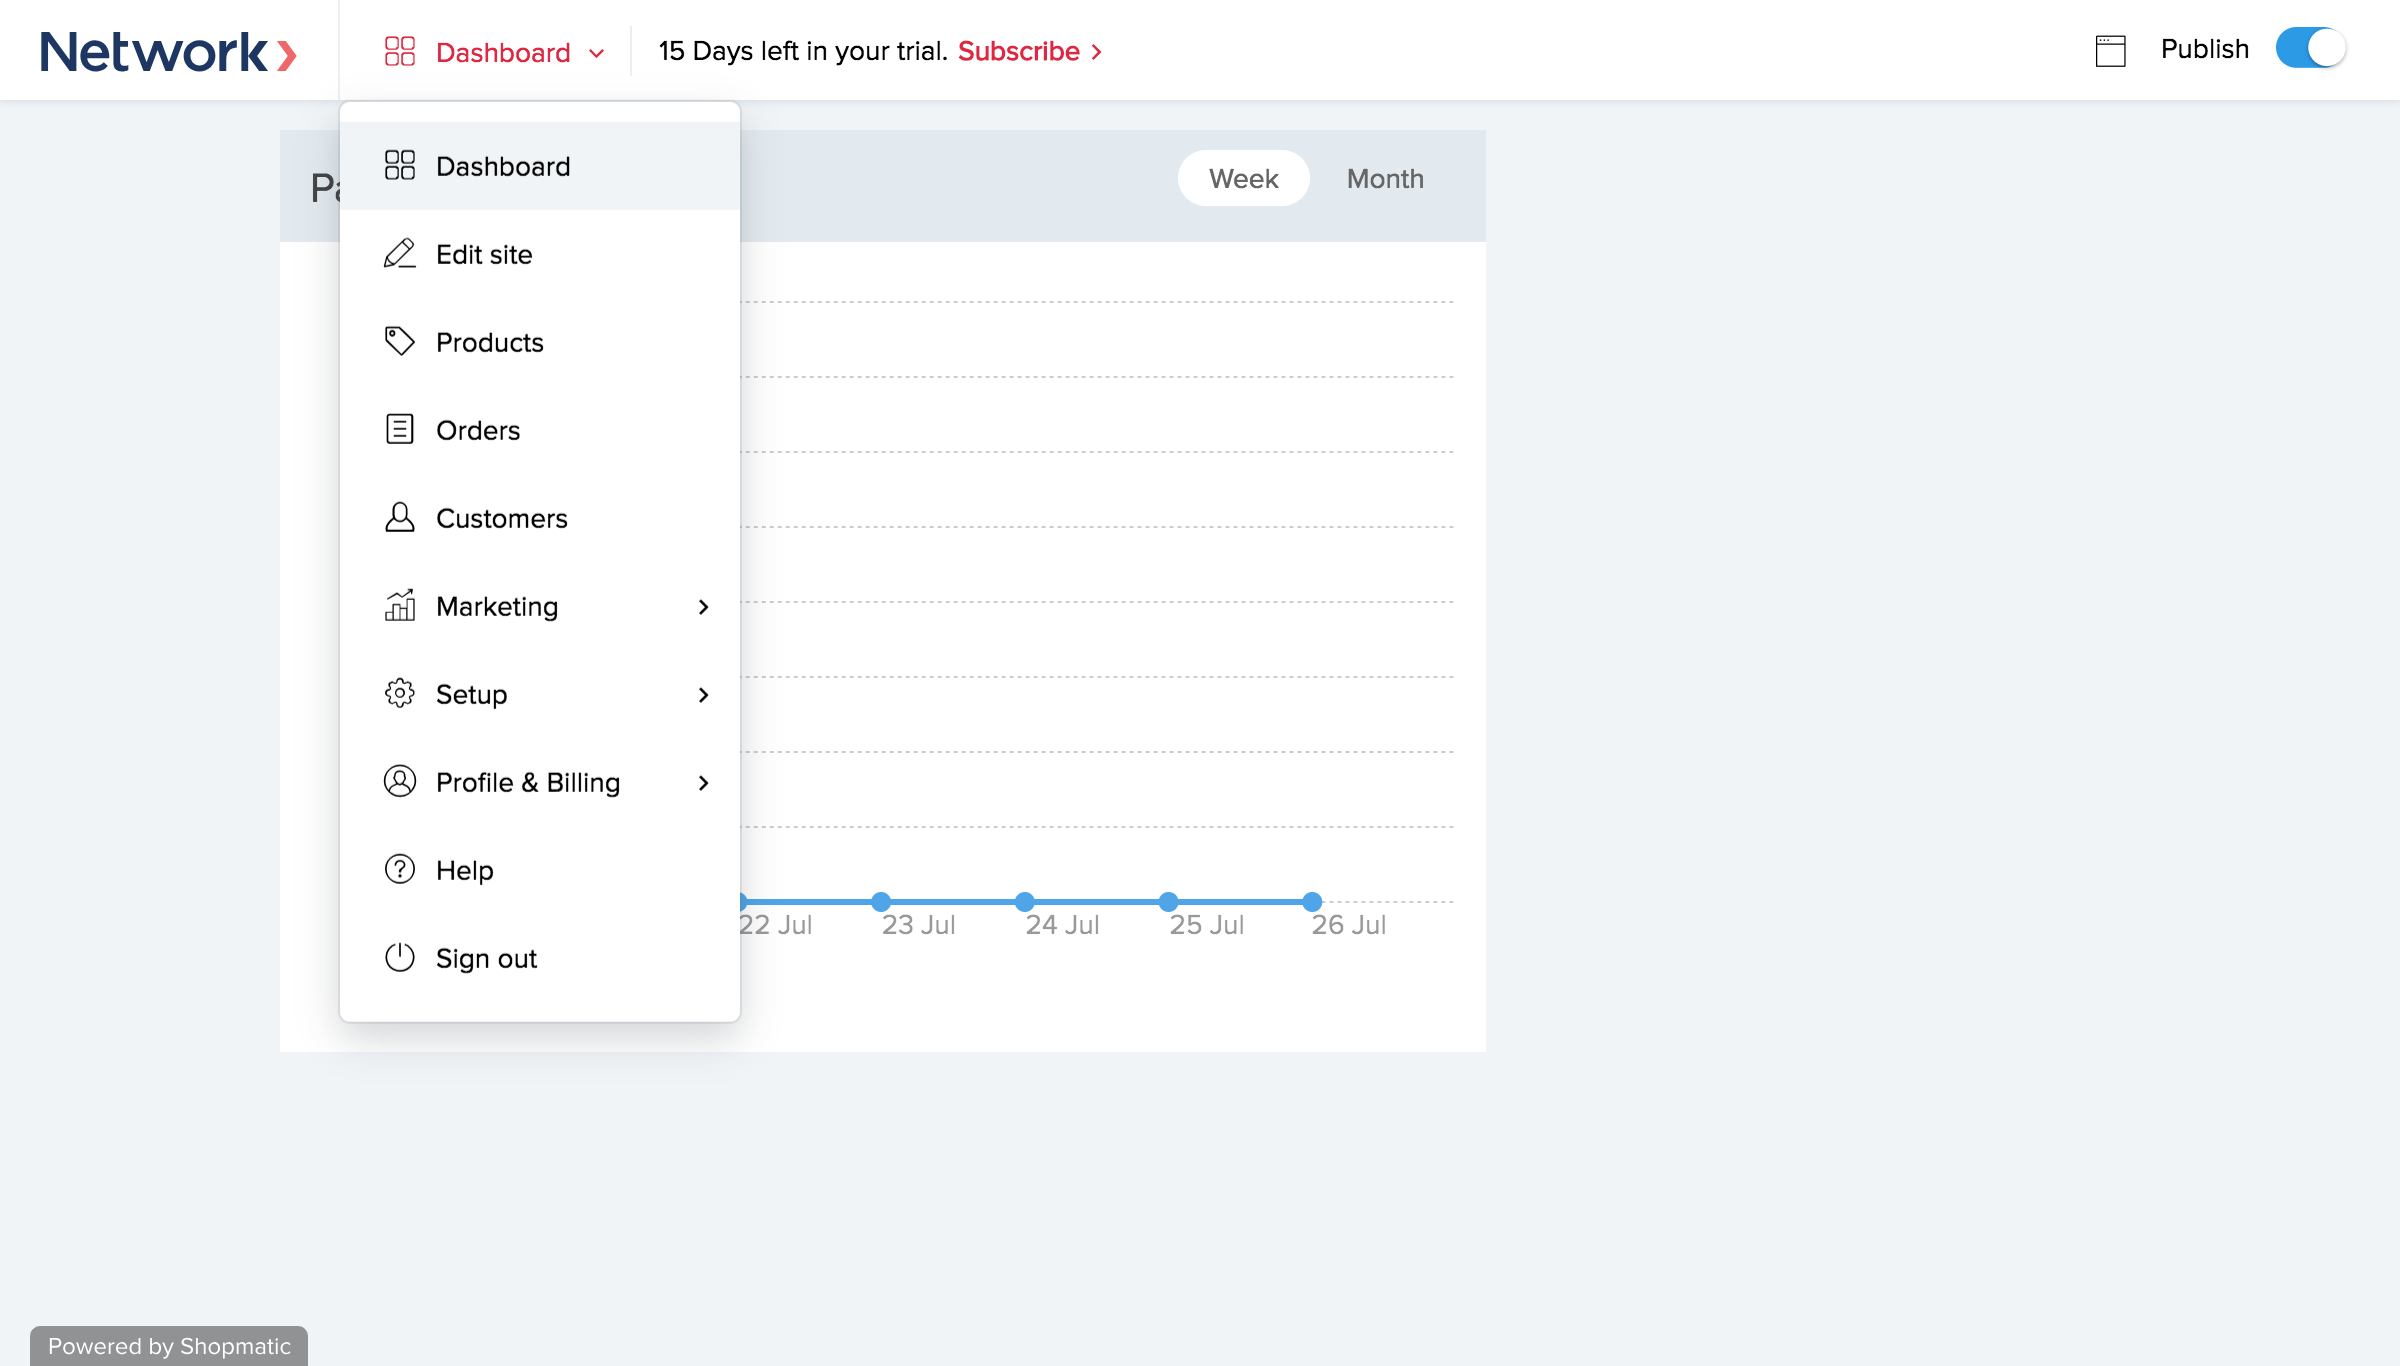 Network
Dashboard
15 Days left in your trial. Subscribe
Publish
Dashboard
Edit site
Products
Orders
Customers
Marketing
Setup
Profile & Billing
Help
Sign out
Week
Month
22 Jul
23 Jul
24 Jul
25 Jul
26 Jul
Powered by Shopmatic